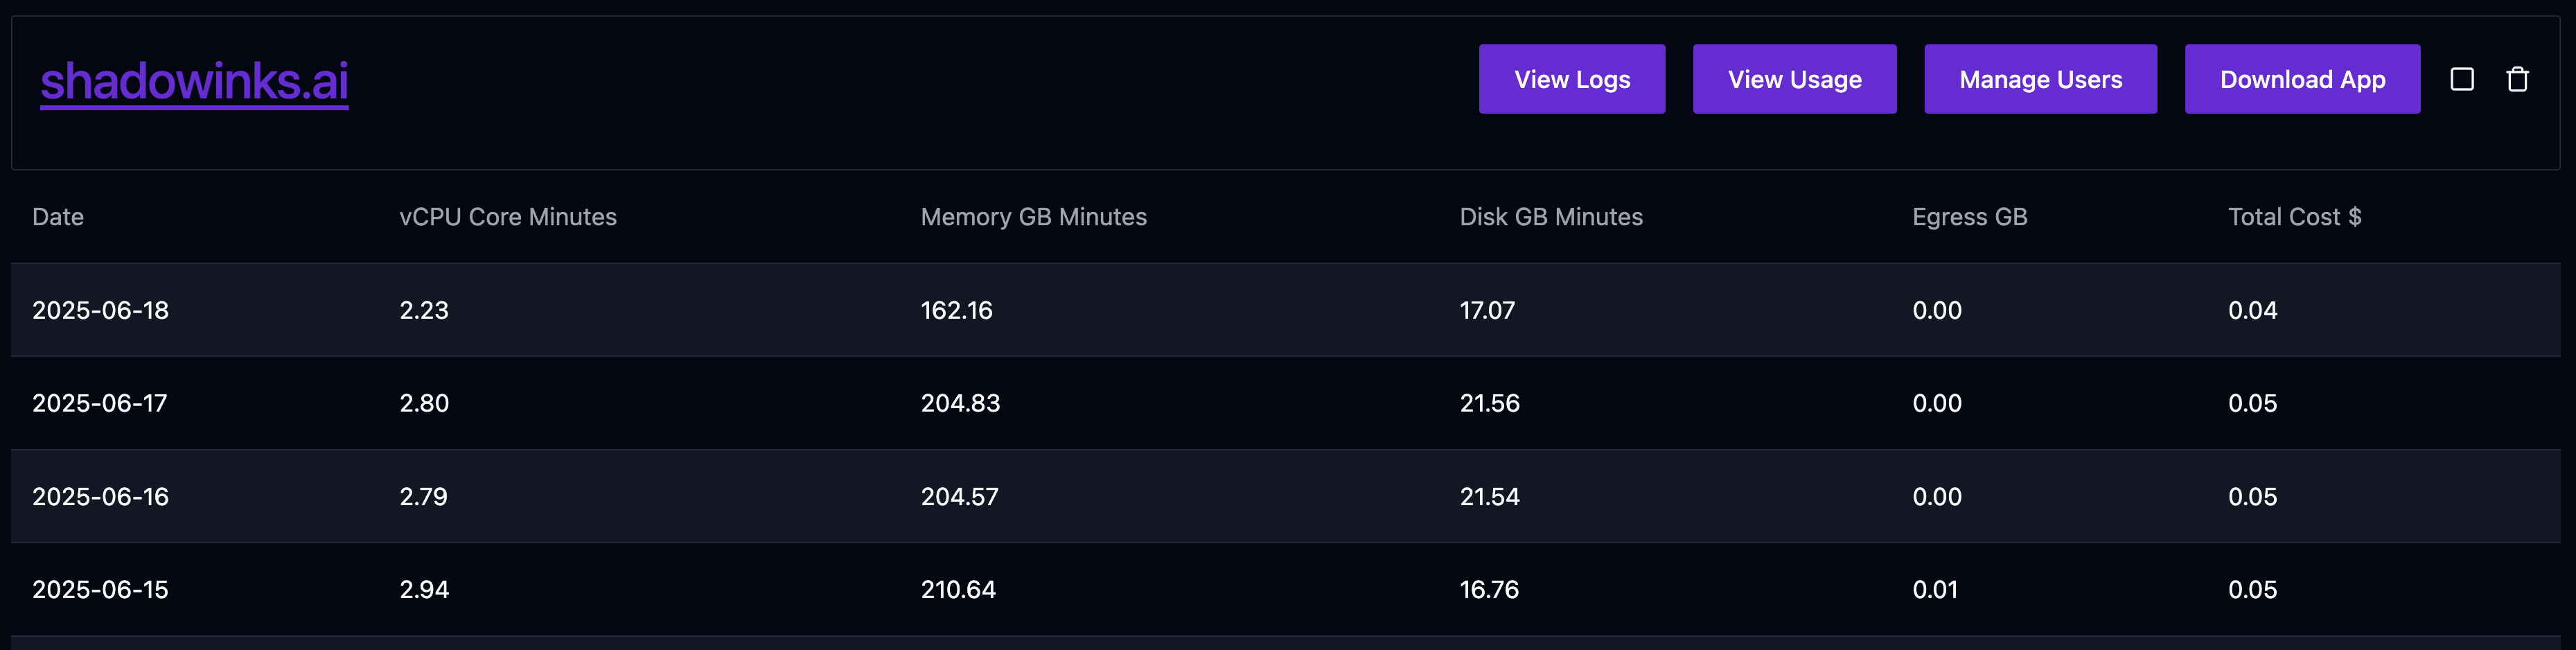 shadowinks.ai View Logs View Usage Manage Users Download App
Date vCPU Core Minutes Memory GB Minutes Disk GB Minutes Egress GB Total Cost $
2025-06-18 2.23 162.16 17.07 0.00 0.04
2025-06-17 2.80 204.83 21.56 0.00 0.05
2025-06-16 2.79 204.57 21.54 0.00 0.05
2025-06-15 2.94 210.64 16.76 0.01 0.05